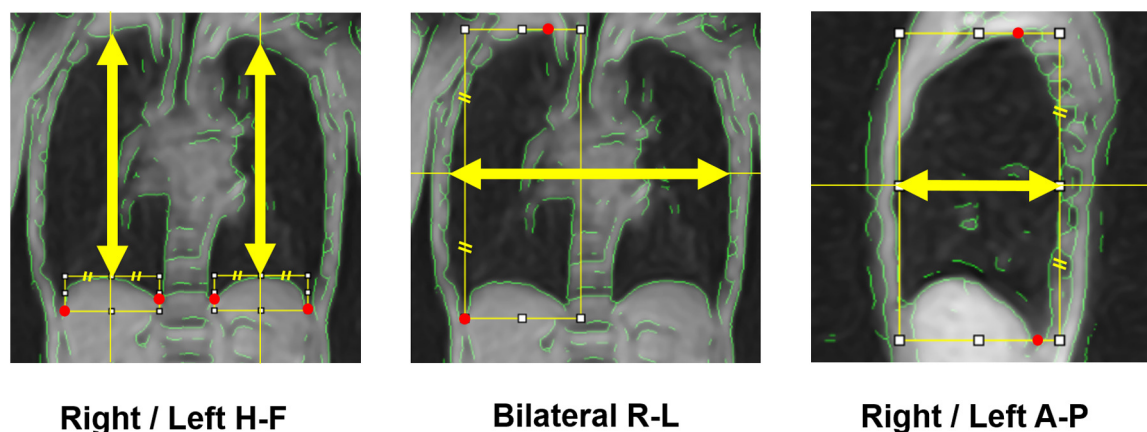 Right / Left H-F
Bilateral R-L
Right / Left A-P